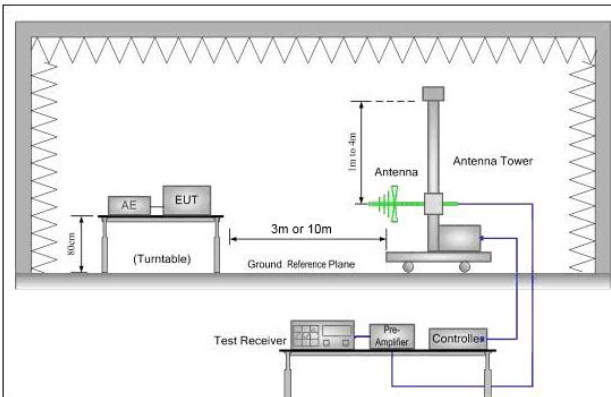 1m to 4m
Antenna
Antenna Tower
AE
EUT
80cm
(Turntable)
3m or 10m
Ground Reference Plane
Test Receiver
Pre-
Amplifier
Controller